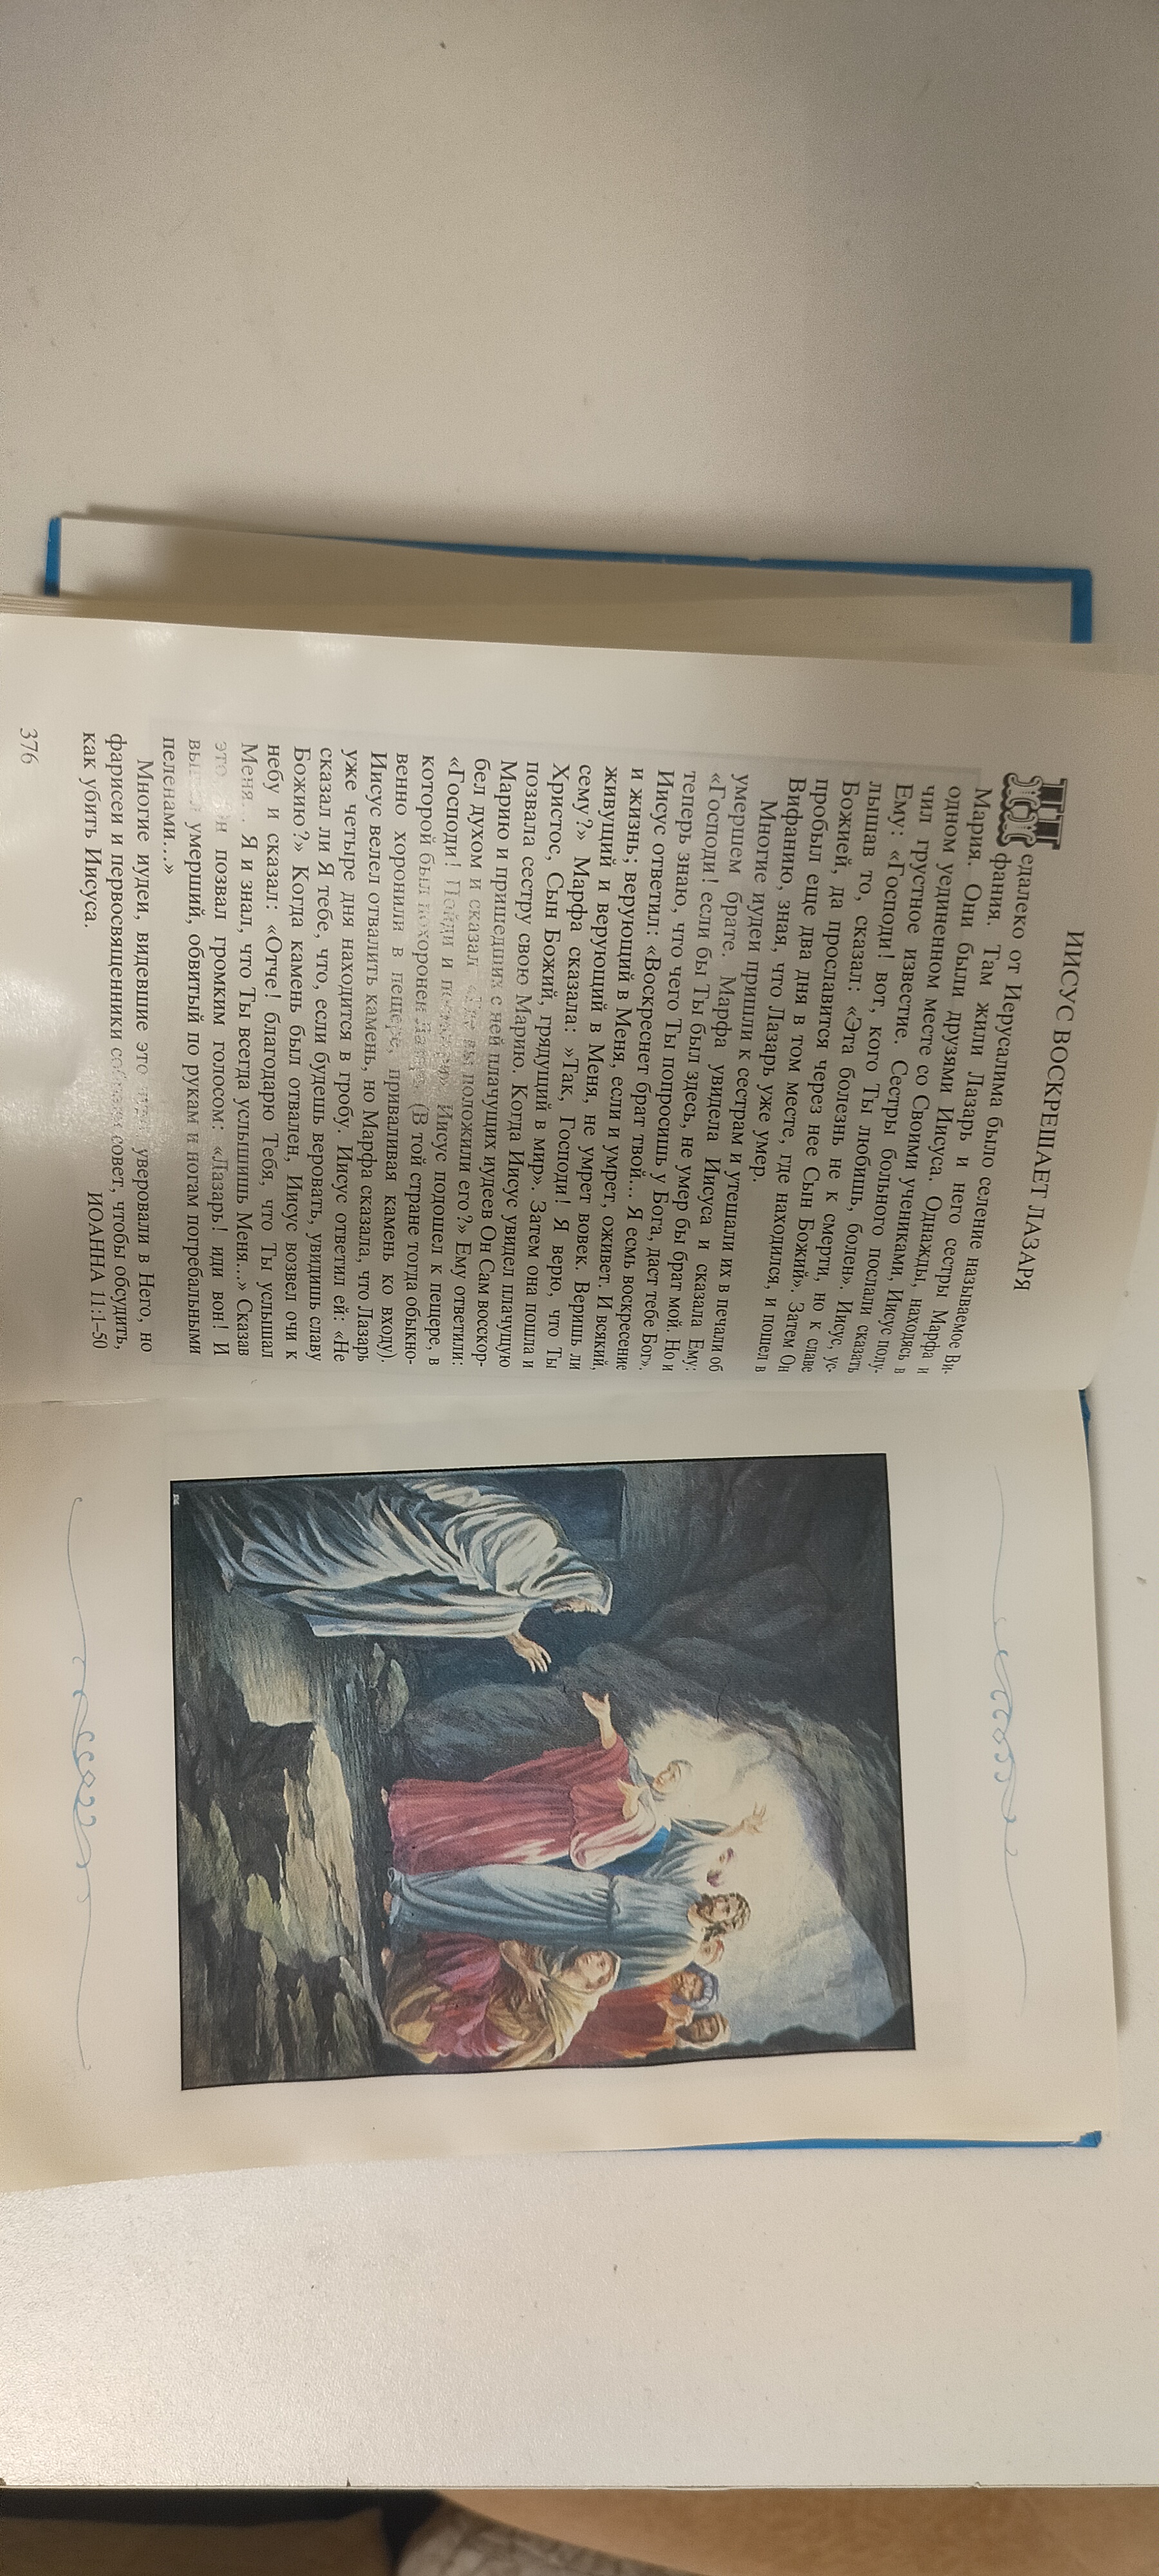 ИИСУС ВОСКРЕШАЕТ ЛАЗАРЯ
Недалеко от Иерусалима было селение называемое Ви-
фания. Там жили Лазарь и него сестры Марфа и
Мария. Они были друзьями Иисуса. Однажды, находясь в
одном уединенном месте со Своими учениками, Иисус полу-
чил грустное известие. Сестры больного послали сказать
Ему: «Господи! вот, кого Ты любишь, болен». Иисус, ус-
лышав то, сказал: «Эта болезнь не к смерти, но к славе
Божией, да прославится через нее Сын Божий». Затем Он
пробыл еще два дня в том месте, где находился, и пошел в
Вифанию, зная, что Лазарь уже умер.
Многие иудеи пришли к сестрам и утешали их в печали об
умершем брате. Марфа увидела Иисуса и сказала Ему:
«Господи! если бы Ты был здесь, не умер бы брат мой. Но и
теперь знаю, что чего Ты попросишь у Бога, даст тебе Бог».
Иисус ответил: «Воскреснет брат твой... Я есмь воскресение
и жизнь; верующий в Меня, если и умрет, оживет. И всякий,
живущий и верующий в Меня, не умрет вовек. Веришь ли
сему?» Марфа сказала: »Так, Господи! Я верю, что Ты
Христос, Сын Божий, грядущий в мир». Затем она пошла и
позвала сестру свою Марию. Когда Иисус увидел плачущую
Марию и пришедших с ней плачущих иудеев Он Сам восскор-
бел духом и сказал: положили его?» Ему ответили:
«Господи! Пойди и Иисус подошел к пещере, в
которой был похоронен (В той стране тогда обыкно-
венно хоронили в пещере, приваливая камень ко входу).
Иисус велел отвалить камень, но Марфа сказала, что Лазарь
уже четыре дня находится в гробу. Иисус ответил ей: «Не
сказал ли Я тебе, что, если будешь веровать, увидишь славу
Божию?» Когда камень был отвален, Иисус возвел очи к
небу и сказал: «Отче! благодарю Тебя, что Ты услышал
Меня... Я и знал, что Ты всегда услышишь Меня...» Сказав
это позвал громким голосом: «Лазарь! иди вон! И
умерший, обвитый по рукам и ногам погребальными
пеленами...»
Многие иудеи, видевшие это уверовали в Него, но
фарисеи и первосвященники совет, чтобы обсудить,
как убить Иисуса.
ИОАННА 11:1-50
376